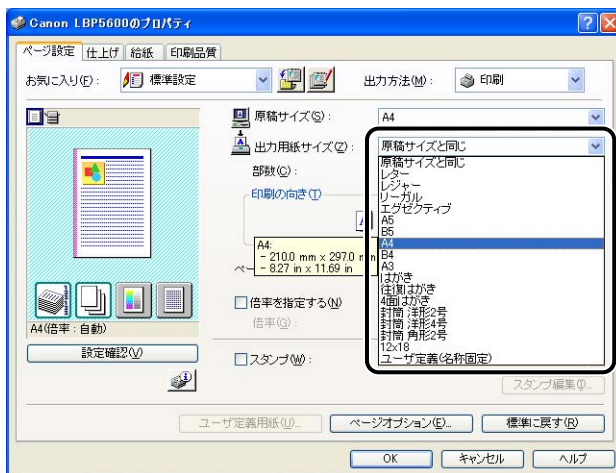 Canon LBP5600のプロパティ
ページ設定 仕上げ 給紙 印刷品質
お気に入り(F): 標準設定 出力方法(M): 印刷
原稿サイズ(S): A4
出力用紙サイズ(Z): 原稿サイズと同じ
原稿サイズと同じ
レター
レジャー
リーガル
エグゼクティブ
A5
B5
A4
B4
A3
はがき
往復はがき
4面はがき
封筒 洋形2号
封筒 洋形4号
封筒 角形2号
12x18
ユーザ定義(名称固定)
部数(C):
印刷の向き(T)
A
A4:
- 210.0 mm x 297.0 m
- 8.27 in x 11.69 in
ペー
倍率を指定する(N)
倍率(G):
A4(倍率:自動)
設定確認(V)
スタンプ(W):
スタンプ編集(I)...
ユーザ定義用紙(U)... ページオプション(E)... 標準に戻す(R)
OK キャンセル ヘルプ